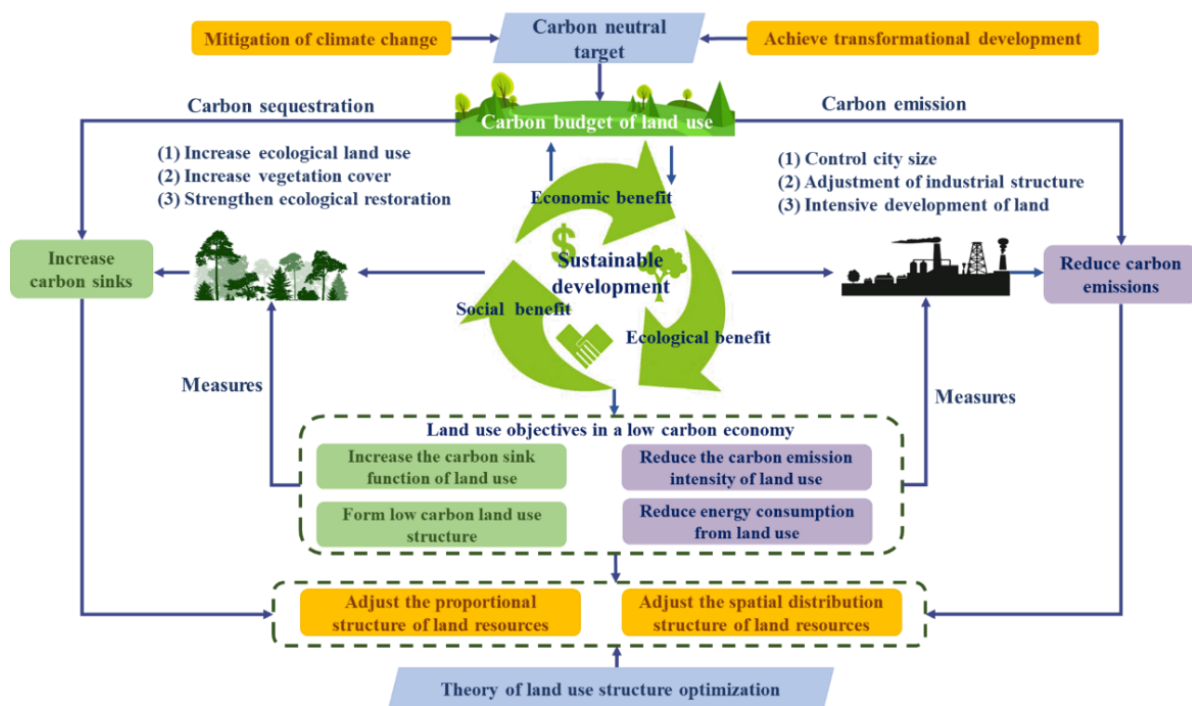 Mitigation of climate change
Carbon neutral
target
Achieve transformational development
Carbon sequestration
Carbon emission
Carbon budget of land use
(1) Increase ecological land use
(2) Increase vegetation cover
(3) Strengthen ecological restoration
(1) Control city size
(2) Adjustment of industrial structure
(3) Intensive development of land
Economic benefit
$
Sustainable
development
Social benefit
Ecological benefit
Increase
carbon sinks
Reduce carbon
emissions
Measures
Measures
Land use objectives in a low carbon economy
Increase the carbon sink
function of land use
Reduce the carbon emission
intensity of land use
Form low carbon land use
structure
Reduce energy consumption
from land use
Adjust the proportional
structure of land resources
Adjust the spatial distribution
structure of land resources
Theory of land use structure optimization